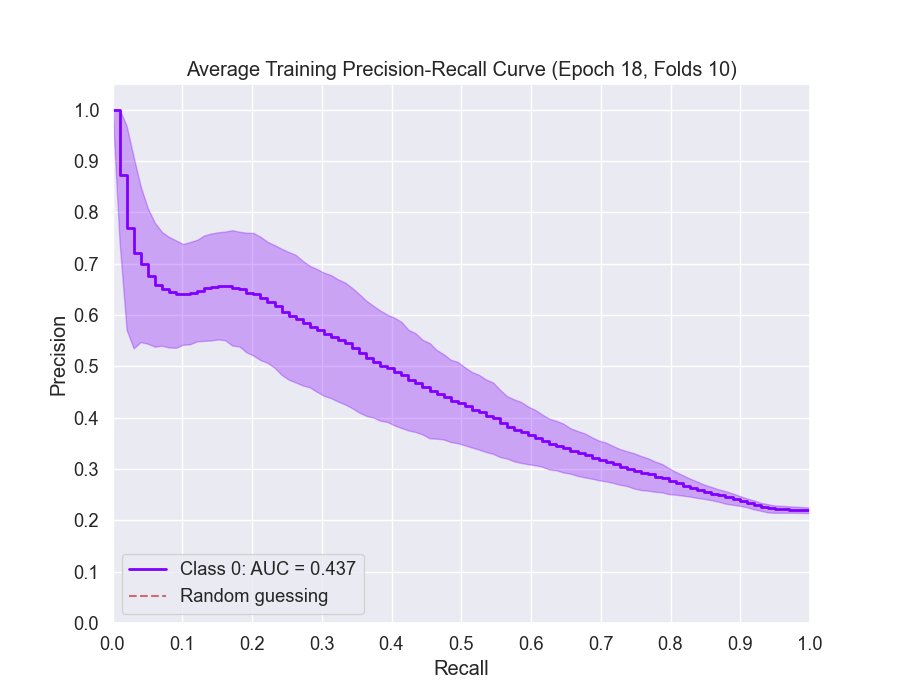 Average Training Precision-Recall Curve (Epoch 18, Folds 10)
1.0
0.9
0.8
0.7
0.6
0.5
0.4
0.3
0.2
0.1
0.0
Precision
Class 0: AUC = 0.437
Random guessing
0.0 0.1 0.2 0.3 0.4 0.5 0.6 0.7 0.8 0.9 1.0
Recall